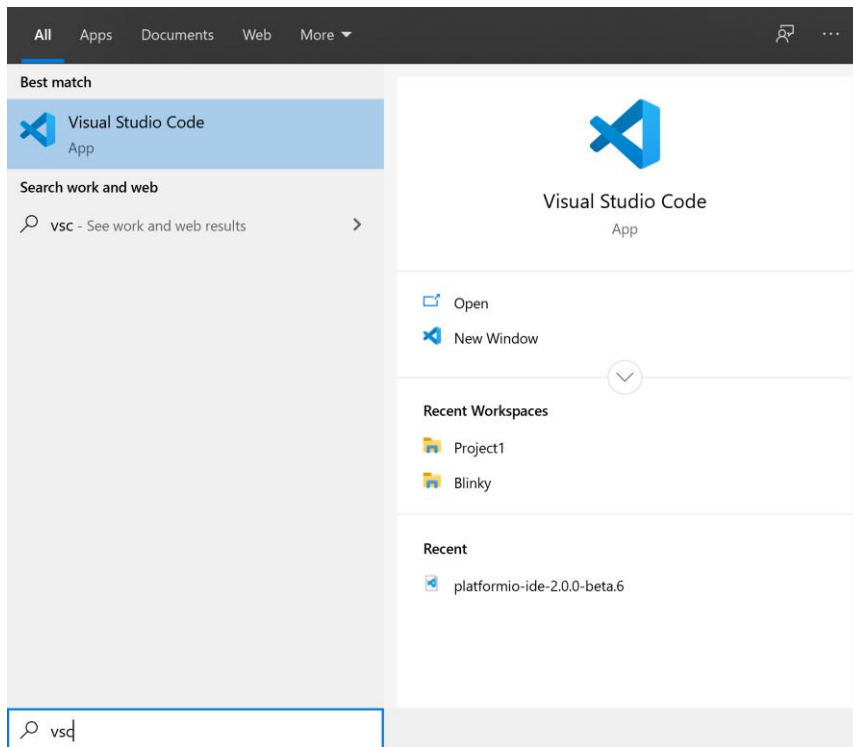 All Apps Documents Web More
Best match
Visual Studio Code
App
Search work and web
vsc - See work and web results
Visual Studio Code
App
Open
New Window
Recent Workspaces
Project1
Blinky
Recent
platformio-ide-2.0.0-beta.6
vsc